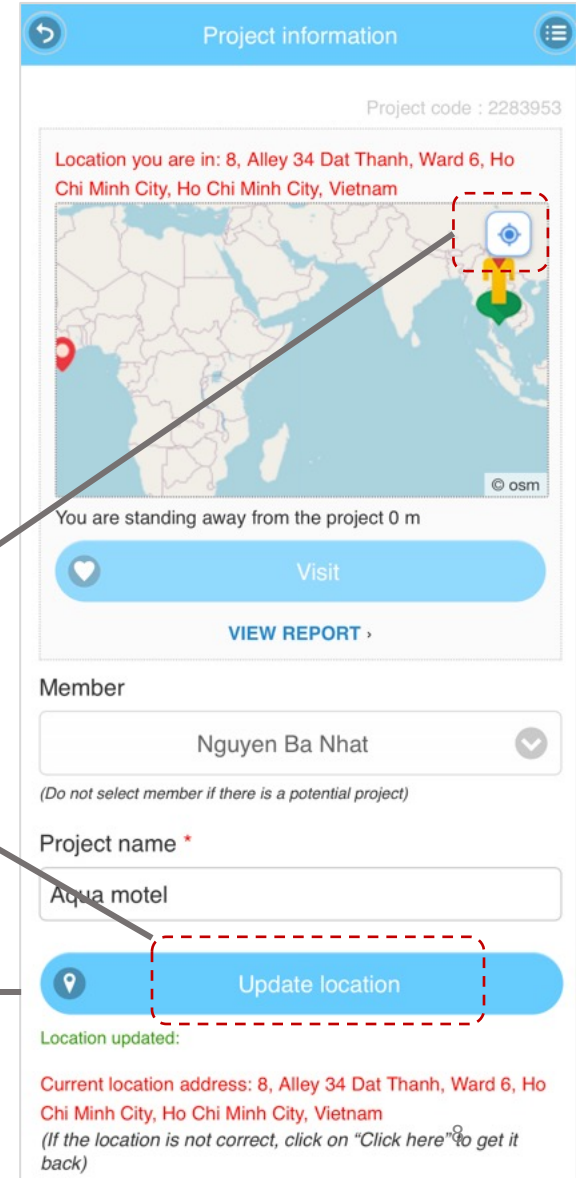 Project information
Project code : 2283953
Location you are in: 8, Alley 34 Dat Thanh, Ward 6, Ho
Chi Minh City, Ho Chi Minh City, Vietnam
© osm
You are standing away from the project 0 m
Visit
VIEW REPORT ›
Member
Nguyen Ba Nhat
(Do not select member if there is a potential project)
Project name *
Aqua motel
Update location
Location updated:
Current location address: 8, Alley 34 Dat Thanh, Ward 6, Ho
Chi Minh City, Ho Chi Minh City, Vietnam
(If the location is not correct, click on “Click here” to get it
back)
8